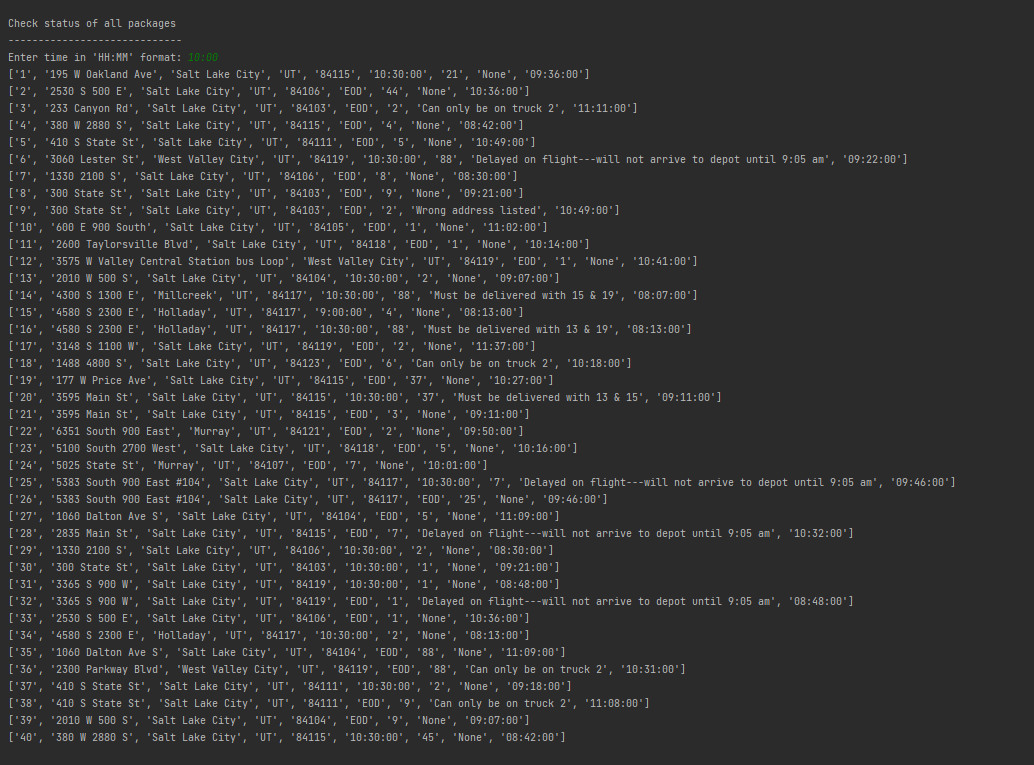 Check status of all packages
-----------------------------
Enter time in 'HH:MM' format: 10:00
['1', '195 W Oakland Ave', 'Salt Lake City', 'UT', '84115', '10:30:00', '21', 'None', '09:36:00']
['2', '2530 S 500 E', 'Salt Lake City', 'UT', '84106', 'EOD', '44', 'None', '10:36:00']
['3', '233 Canyon Rd', 'Salt Lake City', 'UT', '84103', 'EOD', '2', 'Can only be on truck 2', '11:11:00']
['4', '380 W 2880 S', 'Salt Lake City', 'UT', '84115', 'EOD', '4', 'None', '08:42:00']
['5', '410 S State St', 'Salt Lake City', 'UT', '84111', 'EOD', '5', 'None', '10:49:00']
['6', '3060 Lester St', 'West Valley City', 'UT', '84119', '10:30:00', '88', 'Delayed on flight---will not arrive to depot until 9:05 am', '09:22:00']
['7', '1330 2100 S', 'Salt Lake City', 'UT', '84106', 'EOD', '8', 'None', '08:30:00']
['8', '300 State St', 'Salt Lake City', 'UT', '84103', 'EOD', '9', 'None', '09:21:00']
['9', '300 State St', 'Salt Lake City', 'UT', '84103', 'EOD', '2', 'Wrong address listed', '10:49:00']
['10', '600 E 900 South', 'Salt Lake City', 'UT', '84105', 'EOD', '1', 'None', '11:02:00']
['11', '2600 Taylorsville Blvd', 'Salt Lake City', 'UT', '84118', 'EOD', '1', 'None', '10:14:00']
['12', '3575 W Valley Central Station bus Loop', 'West Valley City', 'UT', '84119', 'EOD', '1', 'None', '10:41:00']
['13', '2010 W 500 S', 'Salt Lake City', 'UT', '84104', '10:30:00', '2', 'None', '09:07:00']
['14', '4300 S 1300 E', 'Millcreek', 'UT', '84117', '10:30:00', '88', 'Must be delivered with 15 & 19', '08:07:00']
['15', '4580 S 2300 E', 'Holladay', 'UT', '84117', '9:00:00', '4', 'None', '08:13:00']
['16', '4580 S 2300 E', 'Holladay', 'UT', '84117', '10:30:00', '88', 'Must be delivered with 13 & 19', '08:13:00']
['17', '3148 S 1100 W', 'Salt Lake City', 'UT', '84119', 'EOD', '2', 'None', '11:37:00']
['18', '1488 4800 S', 'Salt Lake City', 'UT', '84123', 'EOD', '6', 'Can only be on truck 2', '10:18:00']
['19', '177 W Price Ave', 'Salt Lake City', 'UT', '84115', 'EOD', '37', 'None', '10:27:00']
['20', '3595 Main St', 'Salt Lake City', 'UT', '84115', '10:30:00', '37', 'Must be delivered with 13 & 15', '09:11:00']
['21', '3595 Main St', 'Salt Lake City', 'UT', '84115', 'EOD', '3', 'None', '09:11:00']
['22', '6351 South 900 East', 'Murray', 'UT', '84121', 'EOD', '2', 'None', '09:50:00']
['23', '5100 South 2700 West', 'Salt Lake City', 'UT', '84118', 'EOD', '5', 'None', '10:16:00']
['24', '5025 State St', 'Murray', 'UT', '84107', 'EOD', '7', 'None', '10:01:00']
['25', '5383 South 900 East #104', 'Salt Lake City', 'UT', '84117', '10:30:00', '7', 'Delayed on flight---will not arrive to depot until 9:05 am', '09:46:00']
['26', '5383 South 900 East #104', 'Salt Lake City', 'UT', '84117', 'EOD', '25', 'None', '09:46:00']
['27', '1060 Dalton Ave S', 'Salt Lake City', 'UT', '84104', 'EOD', '5', 'None', '11:09:00']
['28', '2835 Main St', 'Salt Lake City', 'UT', '84115', 'EOD', '7', 'Delayed on flight---will not arrive to depot until 9:05 am', '10:32:00']
['29', '1330 2100 S', 'Salt Lake City', 'UT', '84106', '10:30:00', '2', 'None', '08:30:00']
['30', '300 State St', 'Salt Lake City', 'UT', '84103', '10:30:00', '1', 'None', '09:21:00']
['31', '3365 S 900 W', 'Salt Lake City', 'UT', '84119', '10:30:00', '1', 'None', '08:48:00']
['32', '3365 S 900 W', 'Salt Lake City', 'UT', '84119', 'EOD', '1', 'Delayed on flight---will not arrive to depot until 9:05 am', '08:48:00']
['33', '2530 S 500 E', 'Salt Lake City', 'UT', '84106', 'EOD', '1', 'None', '10:36:00']
['34', '4580 S 2300 E', 'Holladay', 'UT', '84117', '10:30:00', '2', 'None', '08:13:00']
['35', '1060 Dalton Ave S', 'Salt Lake City', 'UT', '84104', 'EOD', '88', 'None', '11:09:00']
['36', '2300 Parkway Blvd', 'West Valley City', 'UT', '84119', 'EOD', '88', 'Can only be on truck 2', '10:31:00']
['37', '410 S State St', 'Salt Lake City', 'UT', '84111', '10:30:00', '2', 'None', '09:18:00']
['38', '410 S State St', 'Salt Lake City', 'UT', '84111', 'EOD', '9', 'Can only be on truck 2', '11:08:00']
['39', '2010 W 500 S', 'Salt Lake City', 'UT', '84104', 'EOD', '9', 'None', '09:07:00']
['40', '380 W 2880 S', 'Salt Lake City', 'UT', '84115', '10:30:00', '45', 'None', '08:42:00']